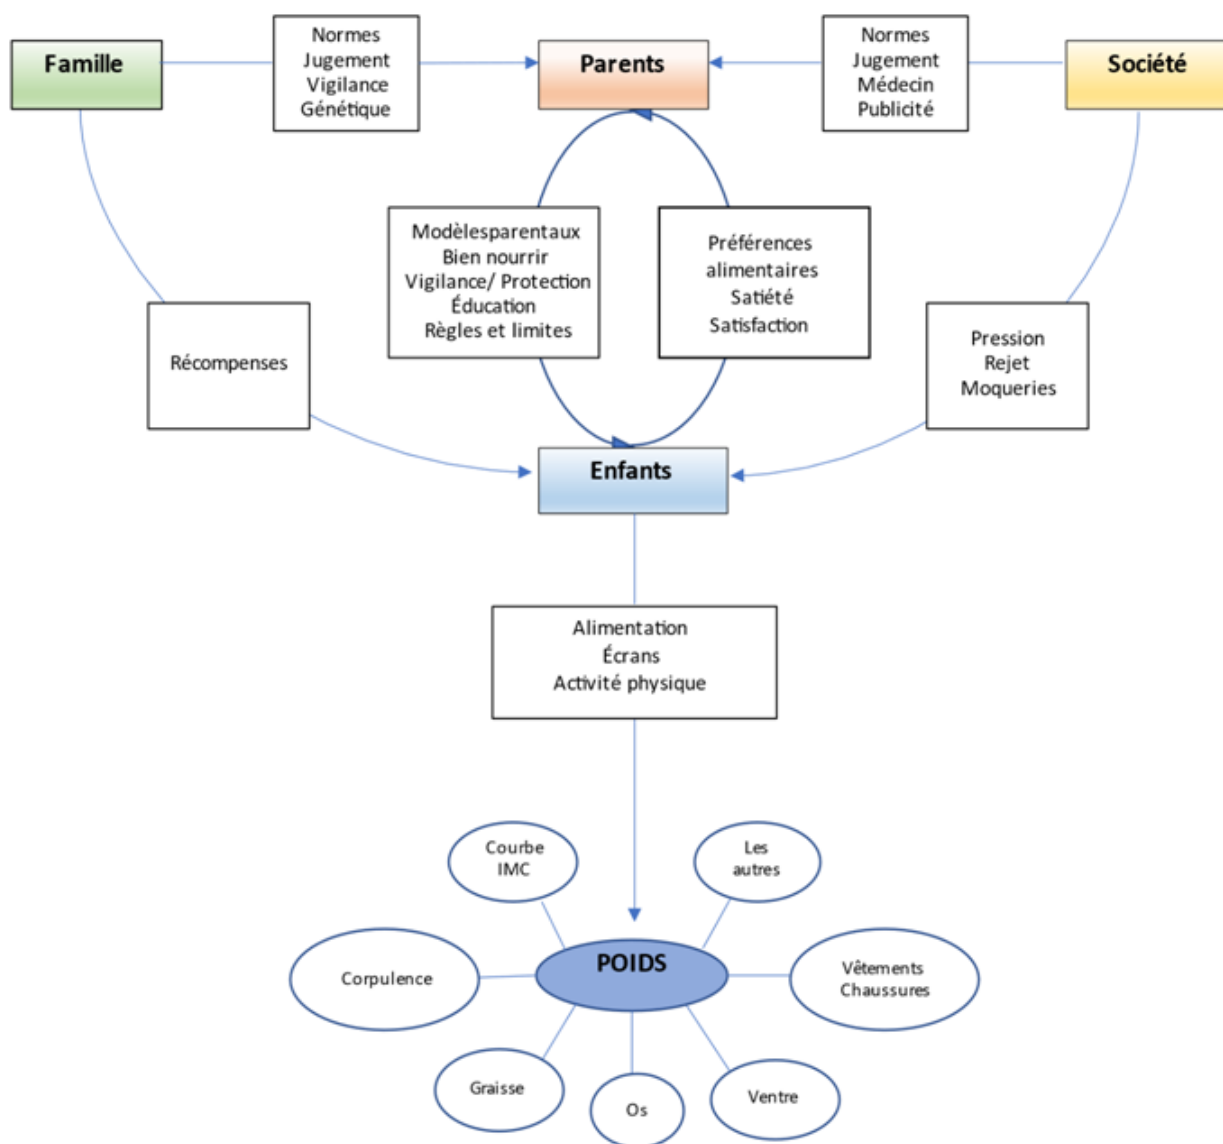 Famille
Normes
Jugement
Vigilance
Génétique
Parents
Normes
Jugement
Médecin
Publicité
Société
Modèlesparentaux
Bien nourrir
Vigilance/ Protection
Éducation
Règles et limites
Préférences
alimentaires
Satiété
Satisfaction
Récompenses
Pression
Rejet
Moqueries
Enfants
Alimentation
Écrans
Activité physique
Courbe
IMC
Les
autres
POIDS
Corpulence
Vêtements
Chaussures
Graisse
Os
Ventre